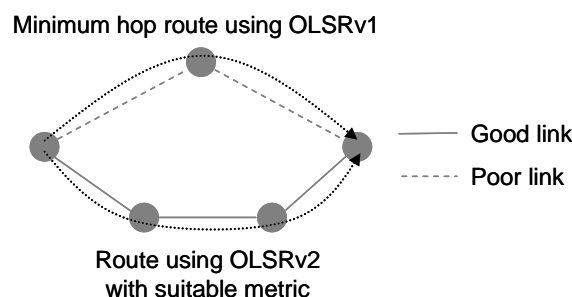 Minimum hop route using OLSRv1
Good link
Poor link
Route using OLSRv2
with suitable metric